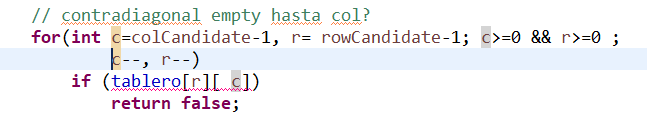 // contradiagonal empty hasta col?
for(int c=colCandidate-1, r= rowCandidate-1; c>=0 && r>=0 ;
c--, r--)
if (tablero[r][ c])
return false;